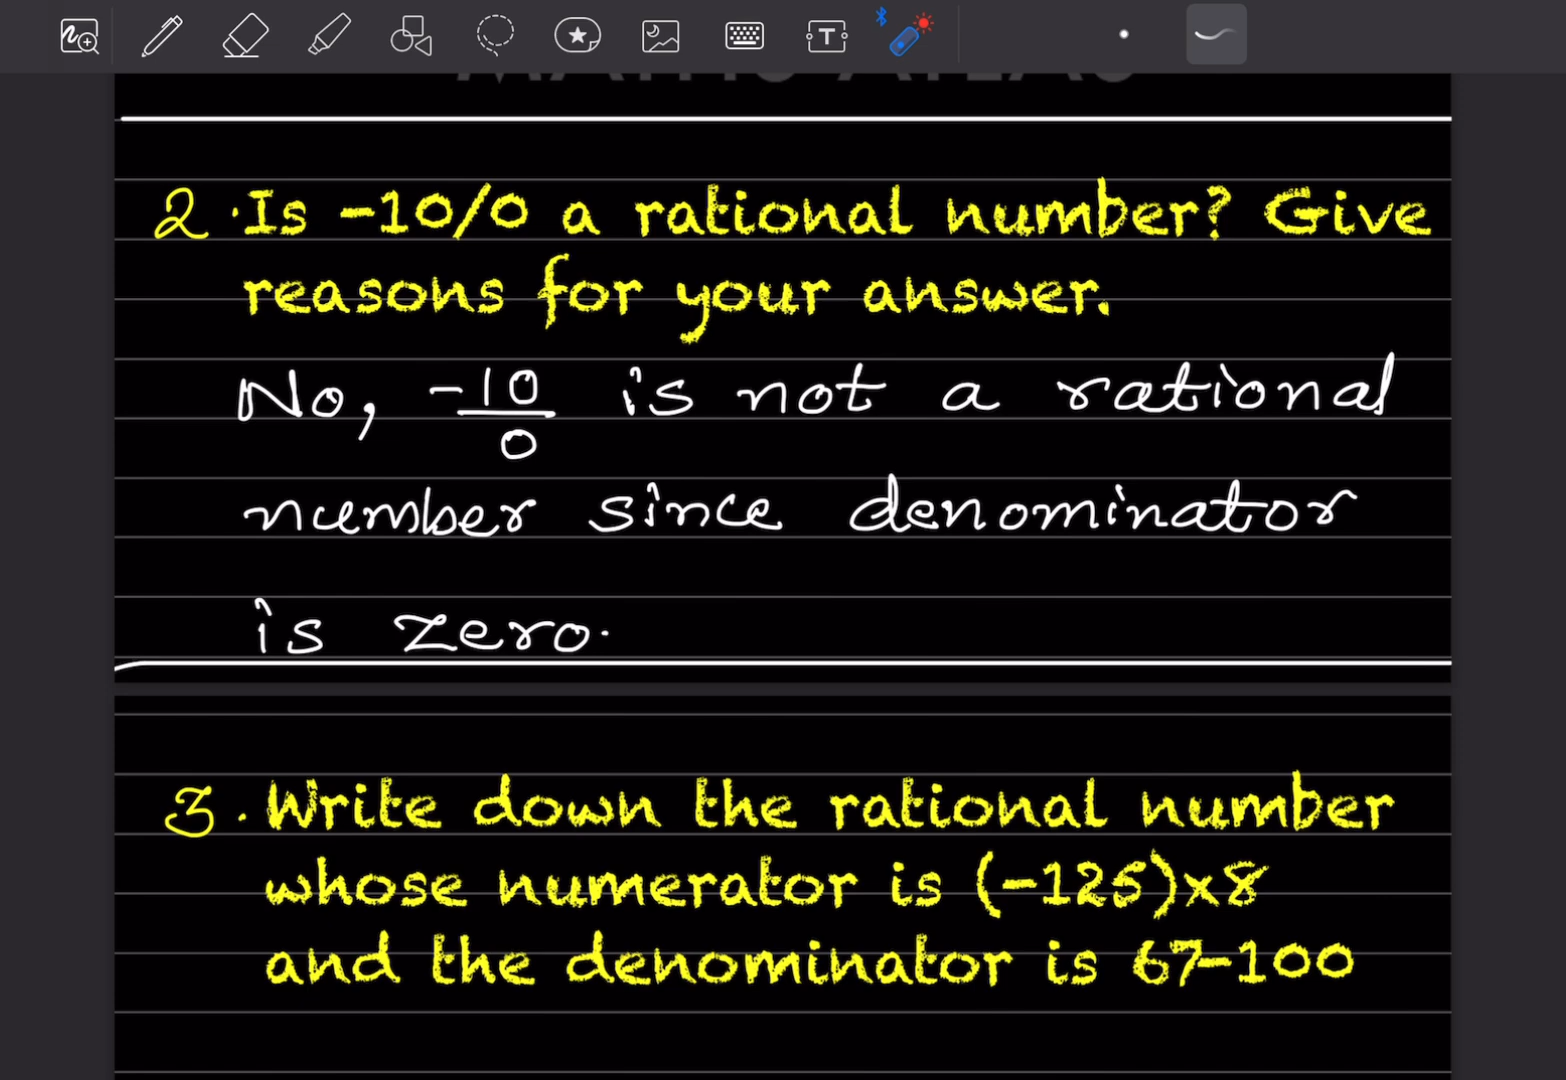 2. Is -10/0 a rational number? Give
reasons for your answer.
No, -10/0 is not a rational
number since denominator
is zero.
3. Write down the rational number
whose numerator is (-125)x8
and the denominator is 67-100